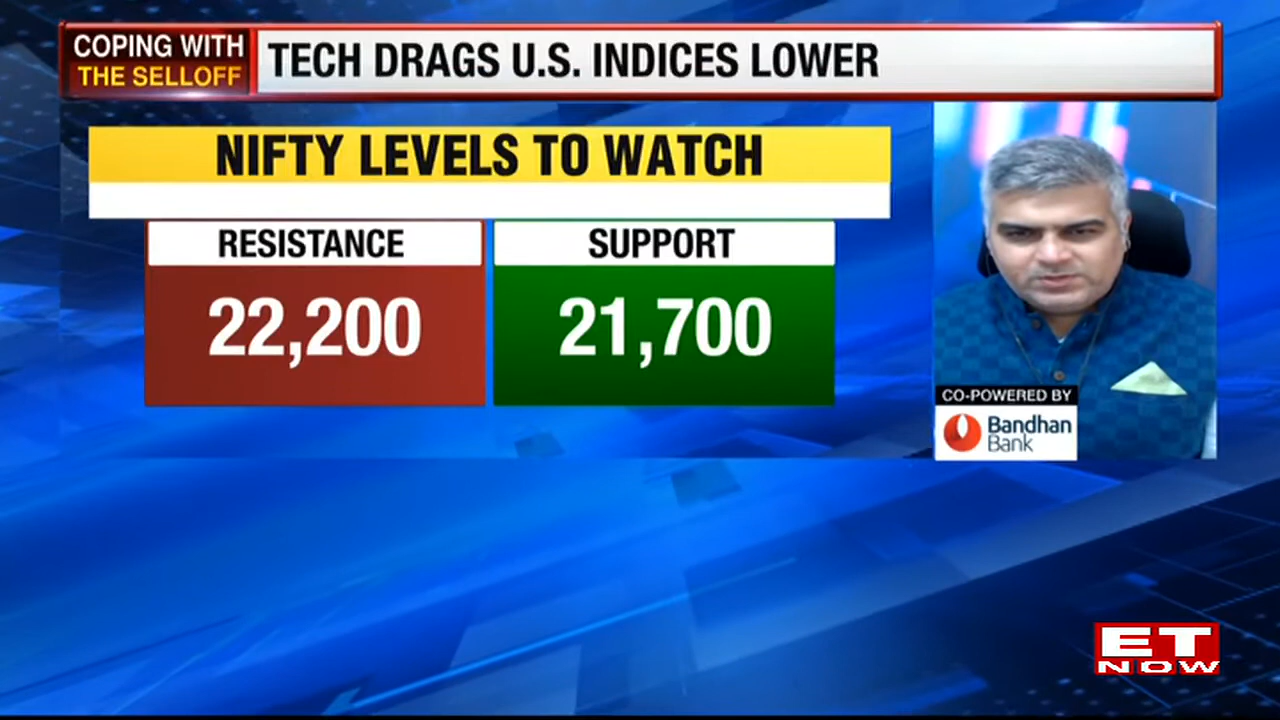 COPING WITH
THE SELLOFF
TECH DRAGS U.S. INDICES LOWER
NIFTY LEVELS TO WATCH
RESISTANCE
SUPPORT
22,200
21,700
CO-POWERED BY
Bandhan
Bank
ET
NOW